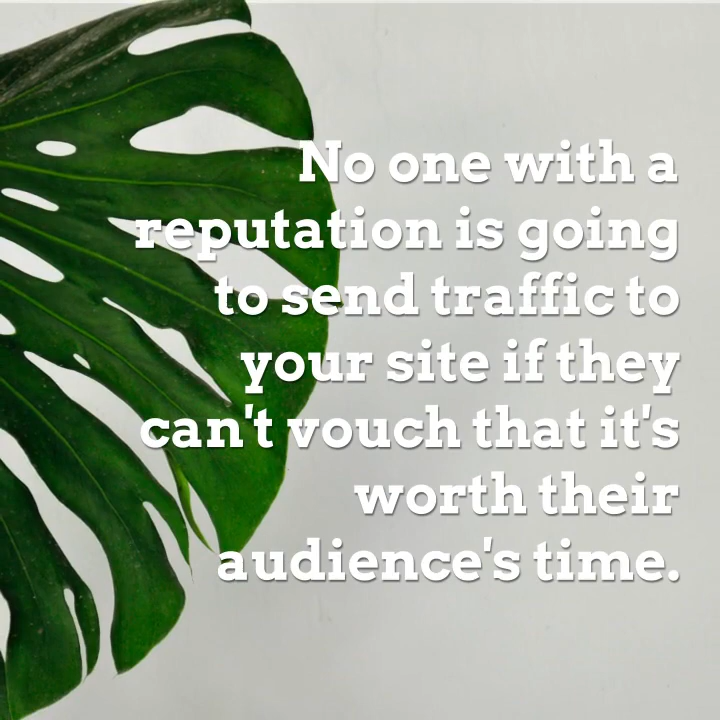 No one with a
reputation is going
to send traffic to
your site if they
can't vouch that it's
worth their
audience's time.